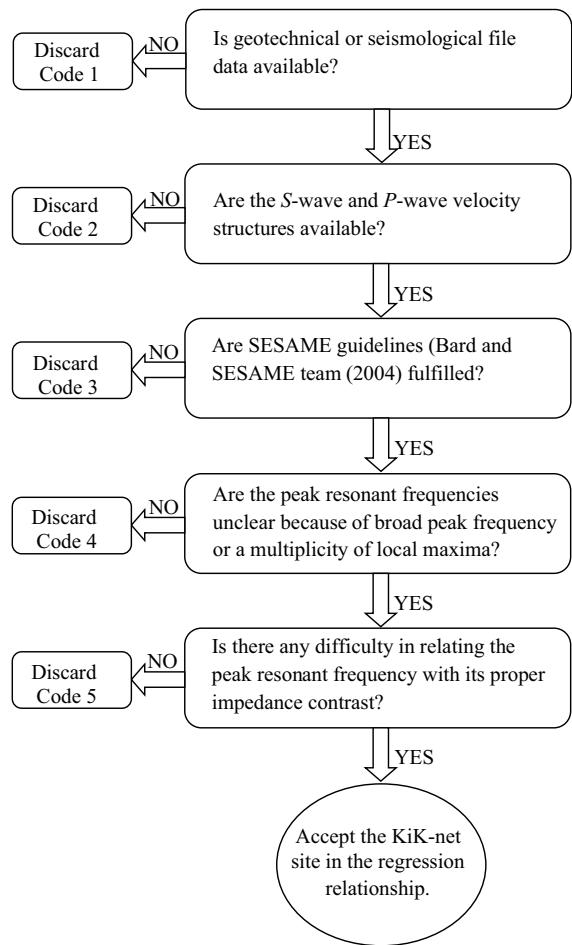 Is geotechnical or seismological file
data available?
NO
Discard
Code 1
YES
Are the S-wave and P-wave velocity
structures available?
NO
Discard
Code 2
YES
Are SESAME guidelines (Bard and
SESAME team (2004) fulfilled?
NO
Discard
Code 3
YES
Are the peak resonant frequencies
unclear because of broad peak frequency
or a multiplicity of local maxima?
NO
Discard
Code 4
YES
Is there any difficulty in relating the
peak resonant frequency with its proper
impedance contrast?
NO
Discard
Code 5
YES
Accept the KiK-net
site in the regression
relationship.